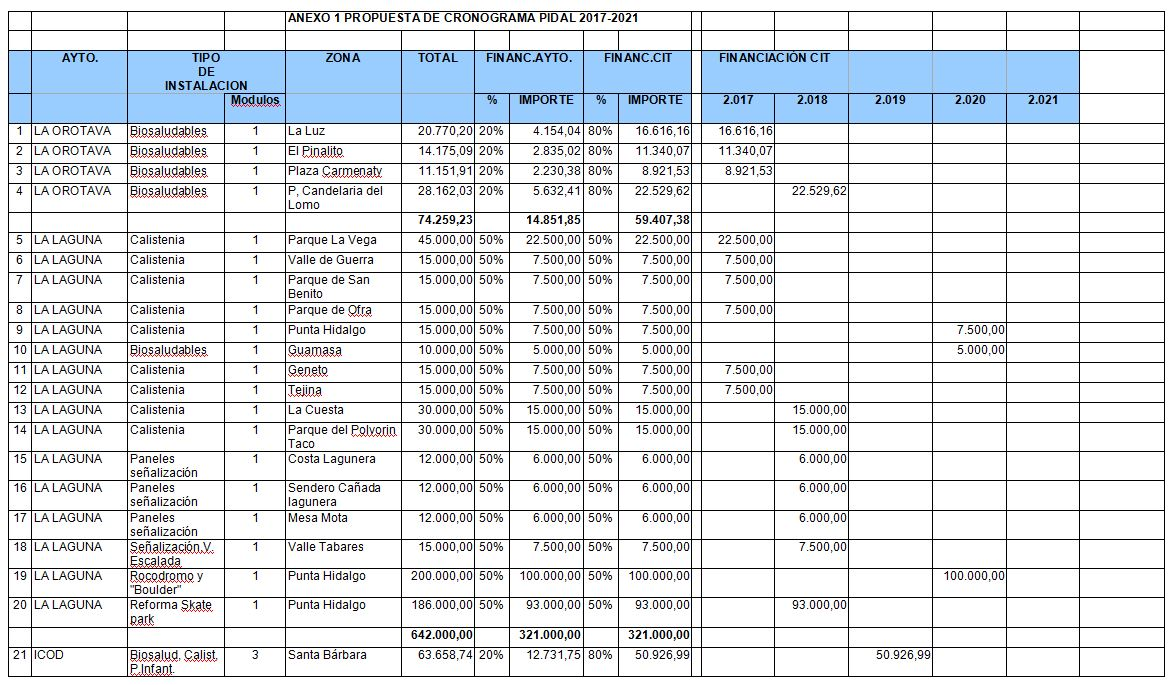 ANEXO 1 PROPUESTA DE CRONOGRAMA PIDAL 2017-2021
AYTO. TIPO DE INSTALACION ZONA TOTAL FINANC.AYTO. FINANC.CIT FINANCIACIÓN CIT
Modulos % IMPORTE % IMPORTE 2.017 2.018 2.019 2.020 2.021
1 LA OROTAVA Biosaludables 1 La Luz 20.770,20 20% 4.154,04 80% 16.616,16 16.616,16
2 LA OROTAVA Biosaludables 1 El Pinalito 14.175,09 20% 2.835,02 80% 11.340,07 11.340,07
3 LA OROTAVA Biosaludables 1 Plaza Carmenaty 11.151,91 20% 2.230,38 80% 8.921,53 8.921,53
4 LA OROTAVA Biosaludables 1 P, Candelaria del Lomo 28.162,03 20% 5.632,41 80% 22.529,62 22.529,62
74.259,23 14.851,85 59.407,38
5 LA LAGUNA Calistenia 1 Parque La Vega 45.000,00 50% 22.500,00 50% 22.500,00 22.500,00
6 LA LAGUNA Calistenia 1 Valle de Guerra 15.000,00 50% 7.500,00 50% 7.500,00 7.500,00
7 LA LAGUNA Calistenia 1 Parque de San Benito 15.000,00 50% 7.500,00 50% 7.500,00 7.500,00
8 LA LAGUNA Calistenia 1 Parque de Ofra 15.000,00 50% 7.500,00 50% 7.500,00 7.500,00
9 LA LAGUNA Calistenia 1 Punta Hidalgo 15.000,00 50% 7.500,00 50% 7.500,00 7.500,00
10 LA LAGUNA Biosaludables 1 Guamasa 10.000,00 50% 5.000,00 50% 5.000,00 5.000,00
11 LA LAGUNA Calistenia 1 Geneto 15.000,00 50% 7.500,00 50% 7.500,00 7.500,00
12 LA LAGUNA Calistenia 1 Tejina 15.000,00 50% 7.500,00 50% 7.500,00 7.500,00
13 LA LAGUNA Calistenia 1 La Cuesta 30.000,00 50% 15.000,00 50% 15.000,00 15.000,00
14 LA LAGUNA Calistenia 1 Parque del Polvorin Taco 30.000,00 50% 15.000,00 50% 15.000,00 15.000,00
15 LA LAGUNA Paneles señalización 1 Costa Lagunera 12.000,00 50% 6.000,00 50% 6.000,00 6.000,00
16 LA LAGUNA Paneles señalización 1 Sendero Cañada lagunera 12.000,00 50% 6.000,00 50% 6.000,00 6.000,00
17 LA LAGUNA Paneles señalización 1 Mesa Mota 12.000,00 50% 6.000,00 50% 6.000,00 6.000,00
18 LA LAGUNA Señalización,V. Escalada 1 Valle Tabares 15.000,00 50% 7.500,00 50% 7.500,00 7.500,00
19 LA LAGUNA Rocodromo y "Boulder" 1 Punta Hidalgo 200.000,00 50% 100.000,00 50% 100.000,00 100.000,00
20 LA LAGUNA Reforma Skate park 1 Punta Hidalgo 186.000,00 50% 93.000,00 50% 93.000,00 93.000,00
642.000,00 321.000,00 321.000,00
21 ICOD Biosalud, Calist, P.Infant. 3 Santa Bárbara 63.658,74 20% 12.731,75 80% 50.926,99 50.926,99